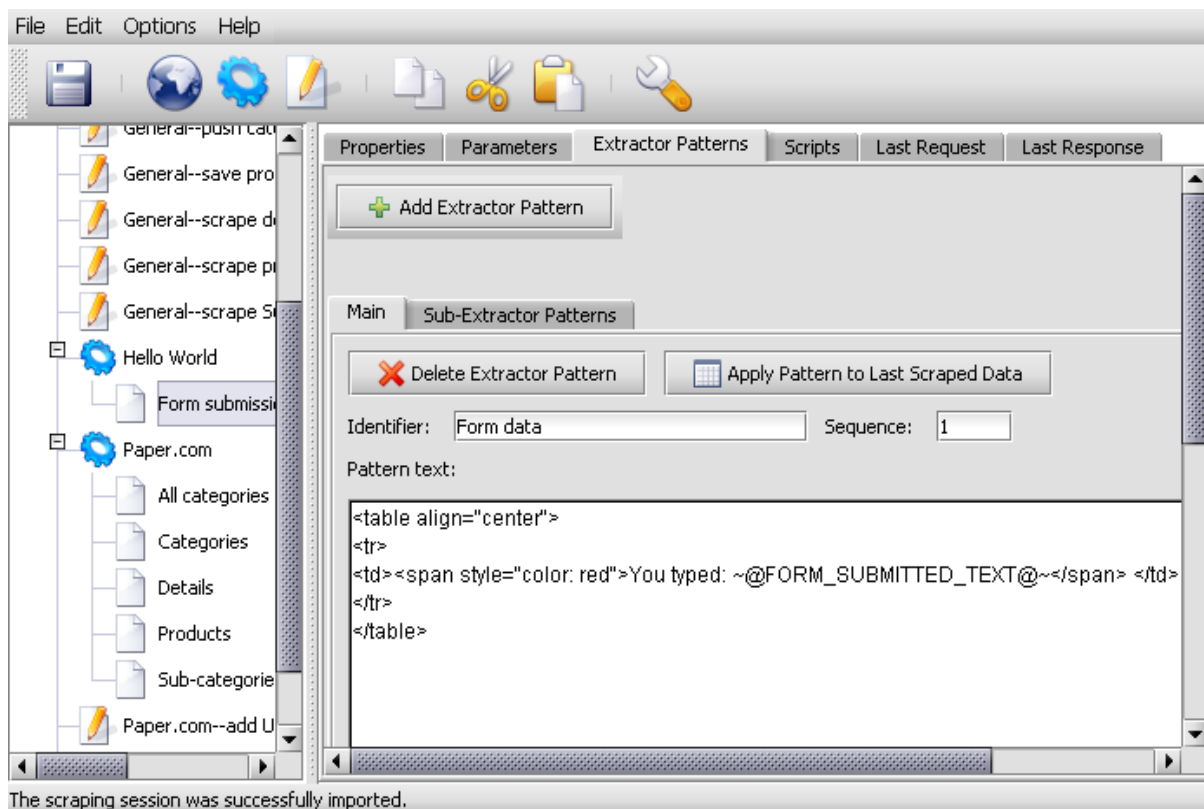 File Edit Options Help
General--push cat
General--save pro
General--scrape d
General--scrape p
General--scrape S
Hello World
Form submissi
Paper.com
All categories
Categories
Details
Products
Sub-categorie
Paper.com--add U
Properties Parameters Extractor Patterns Scripts Last Request Last Response
Add Extractor Pattern
Main Sub-Extractor Patterns
Delete Extractor Pattern Apply Pattern to Last Scraped Data
Identifier: Form data Sequence: 1
Pattern text:
<table align="center">
<tr>
<td><span style="color: red">You typed: ~@FORM_SUBMITTED_TEXT@~</span> </td>
</tr>
</table>
The scraping session was successfully imported.